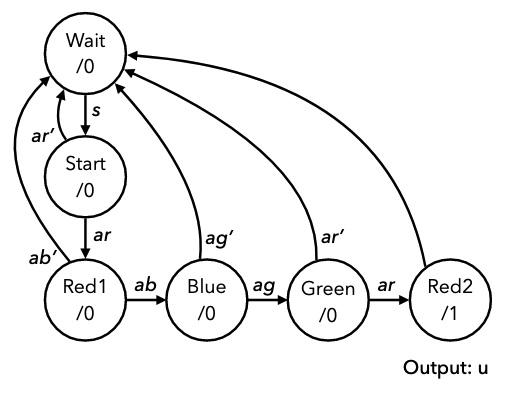 Wait
/0
s
ar’
Start
/0
ar
ab’
ag’
ar’
Red1
/0
ab
Blue
/0
ag
Green
/0
ar
Red2
/1
Output: u